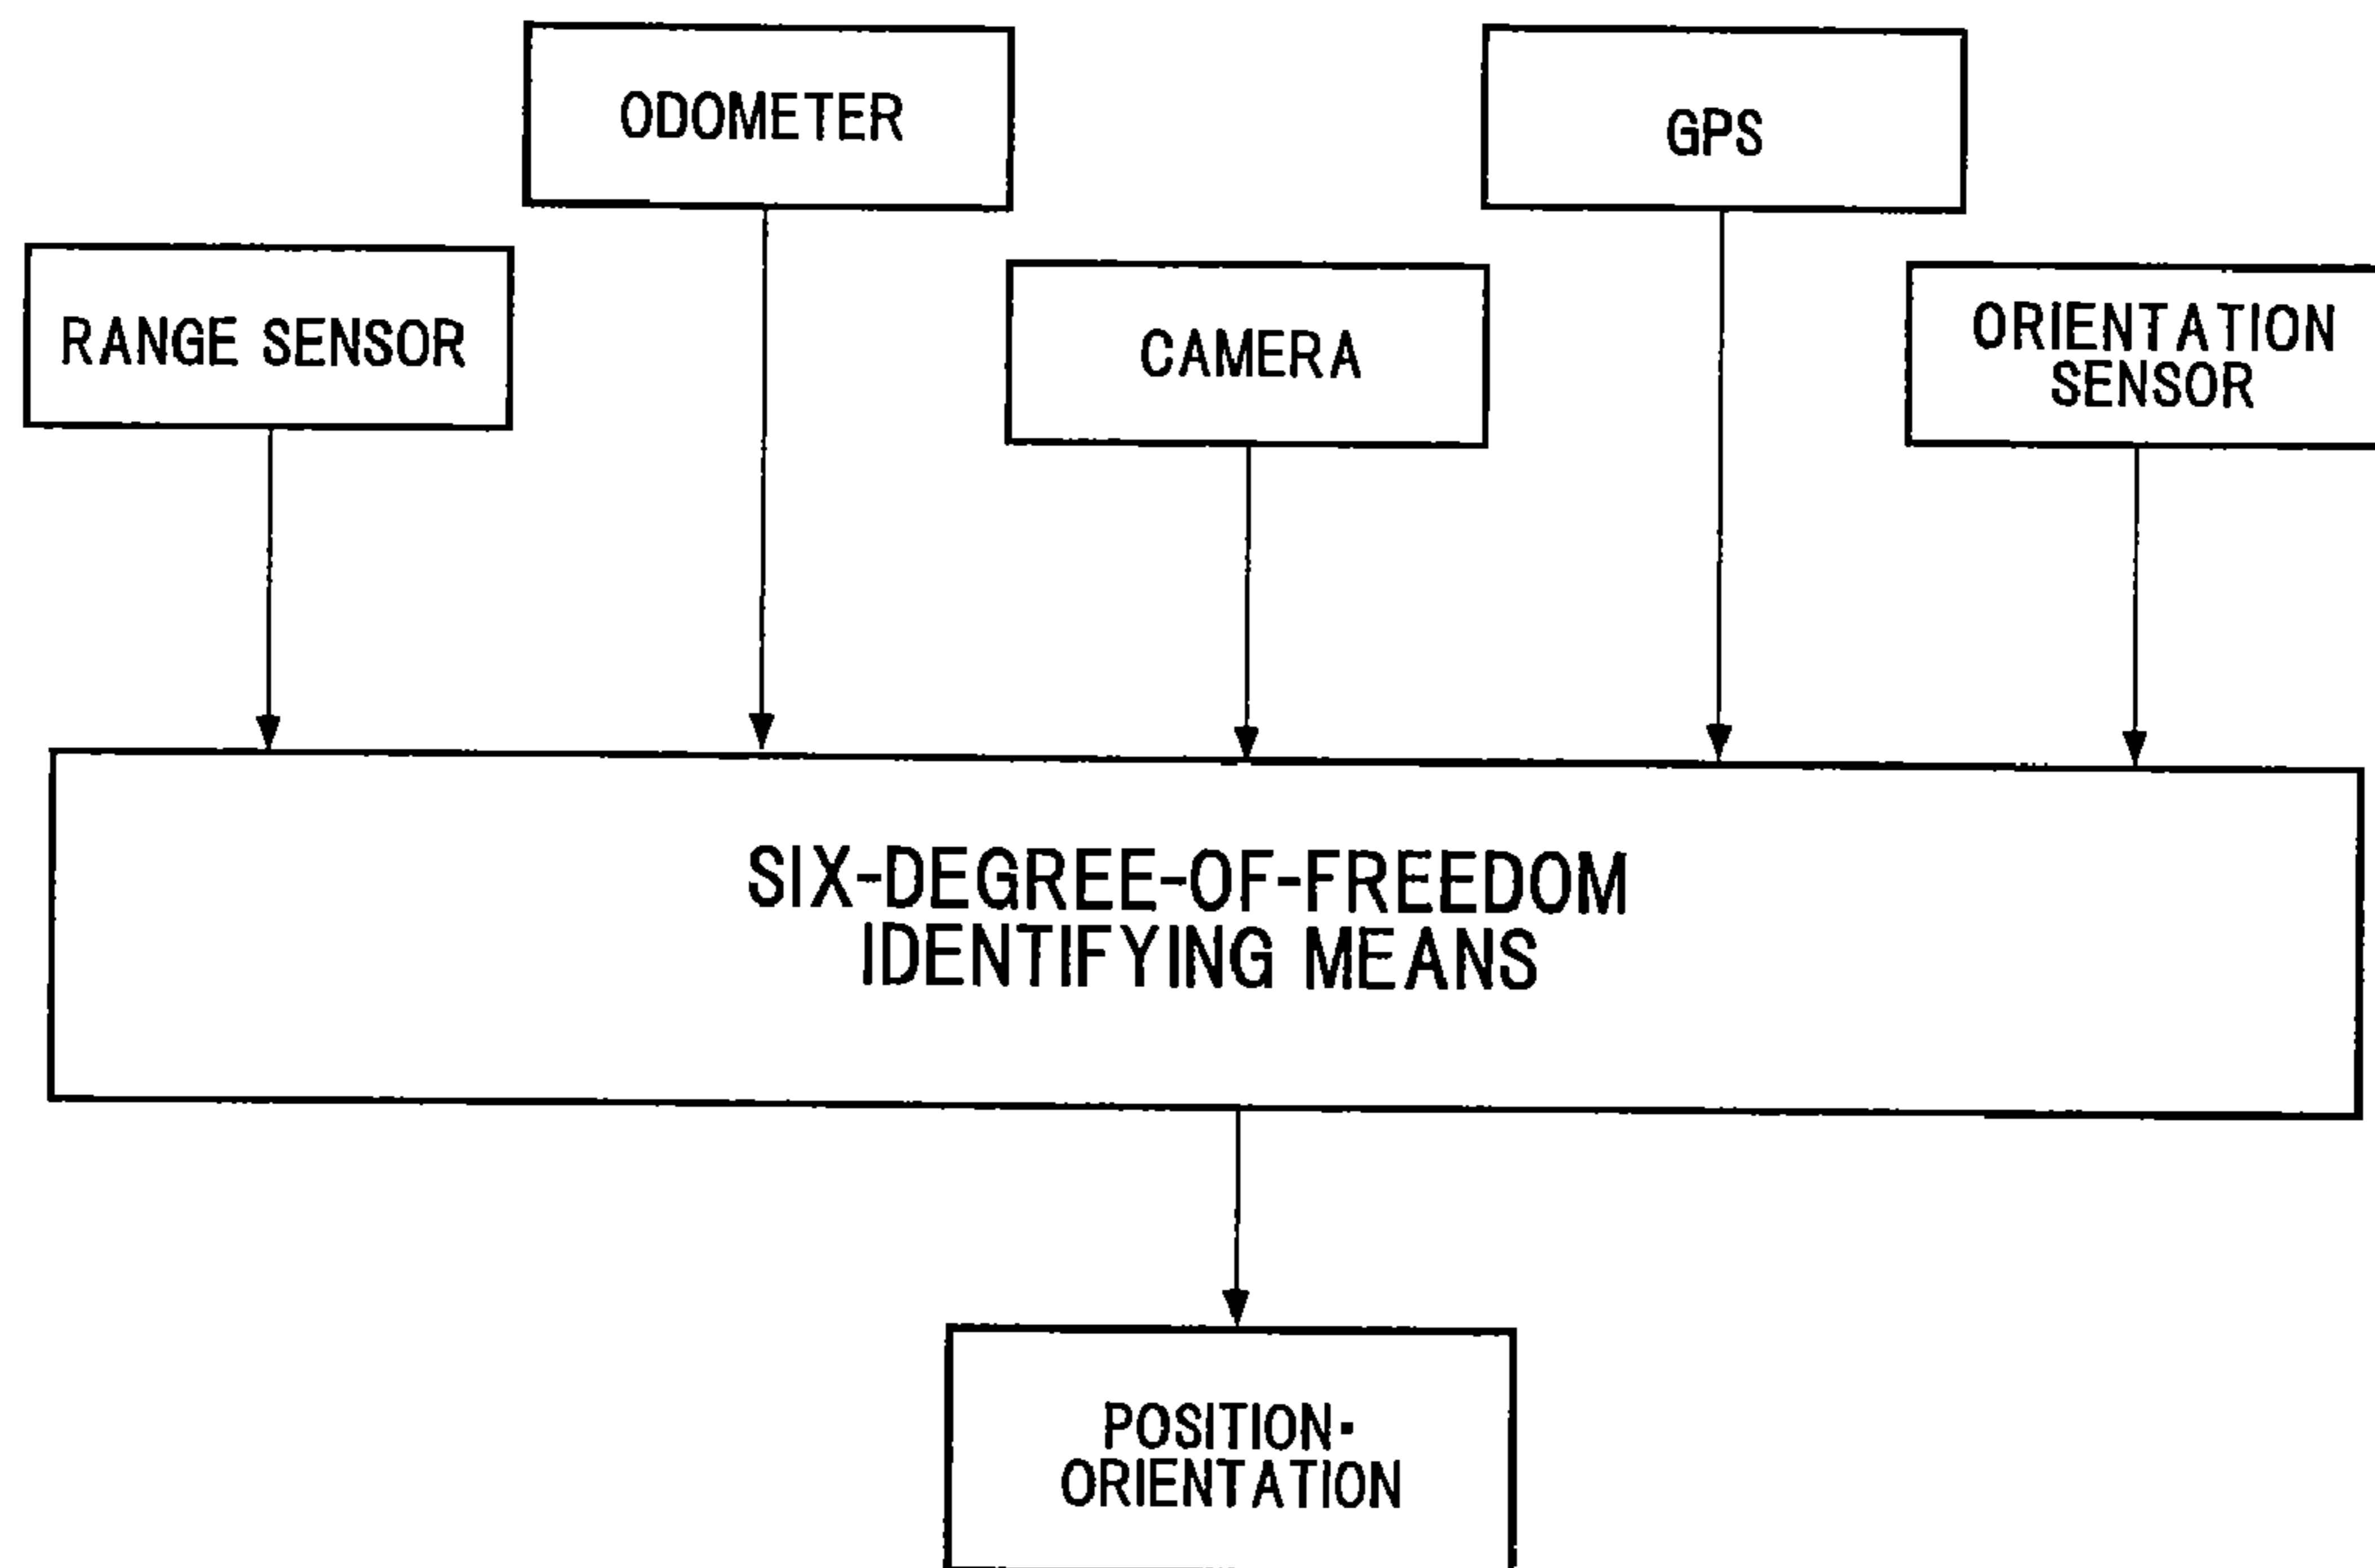 ODOMETER
GPS
RANGE SENSOR
CAMERA
ORIENTATION
SENSOR
SIX-DEGREE-OF-FREEDOM
IDENTIFYING MEANS
POSITION·
ORIENTATION